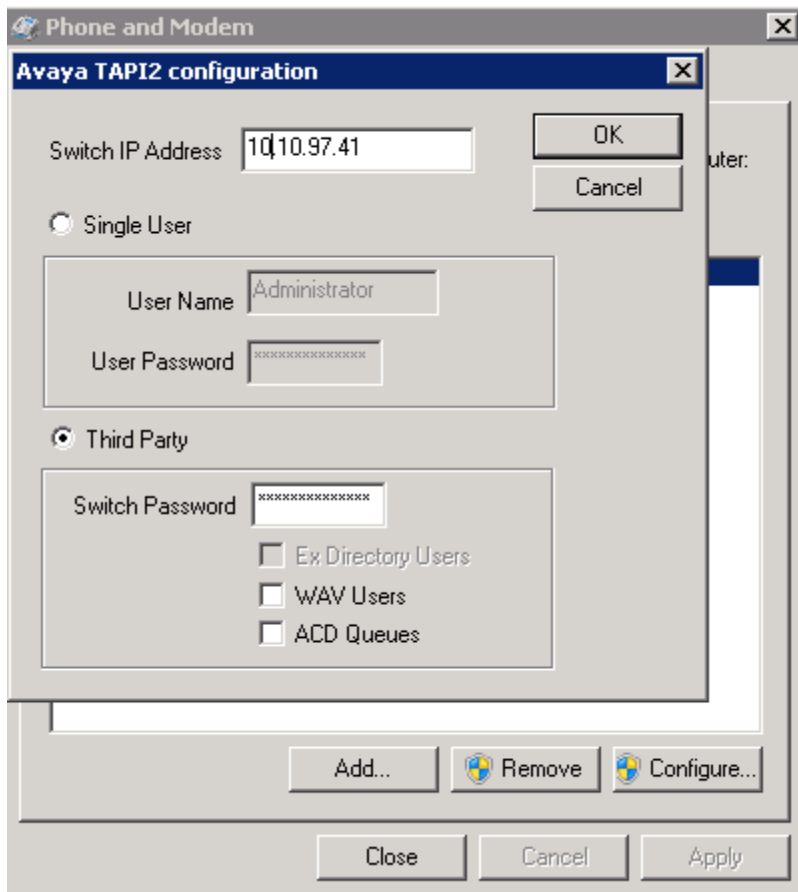 Phone and Modem
Avaya TAPI2 configuration
Switch IP Address 10.10.97.41
OK
uter:
Cancel
Single User
User Name Administrator
User Password **************
Third Party
Switch Password **************
Ex Directory Users
WAV Users
ACD Queues
Add... Remove Configure...
Close Cancel Apply